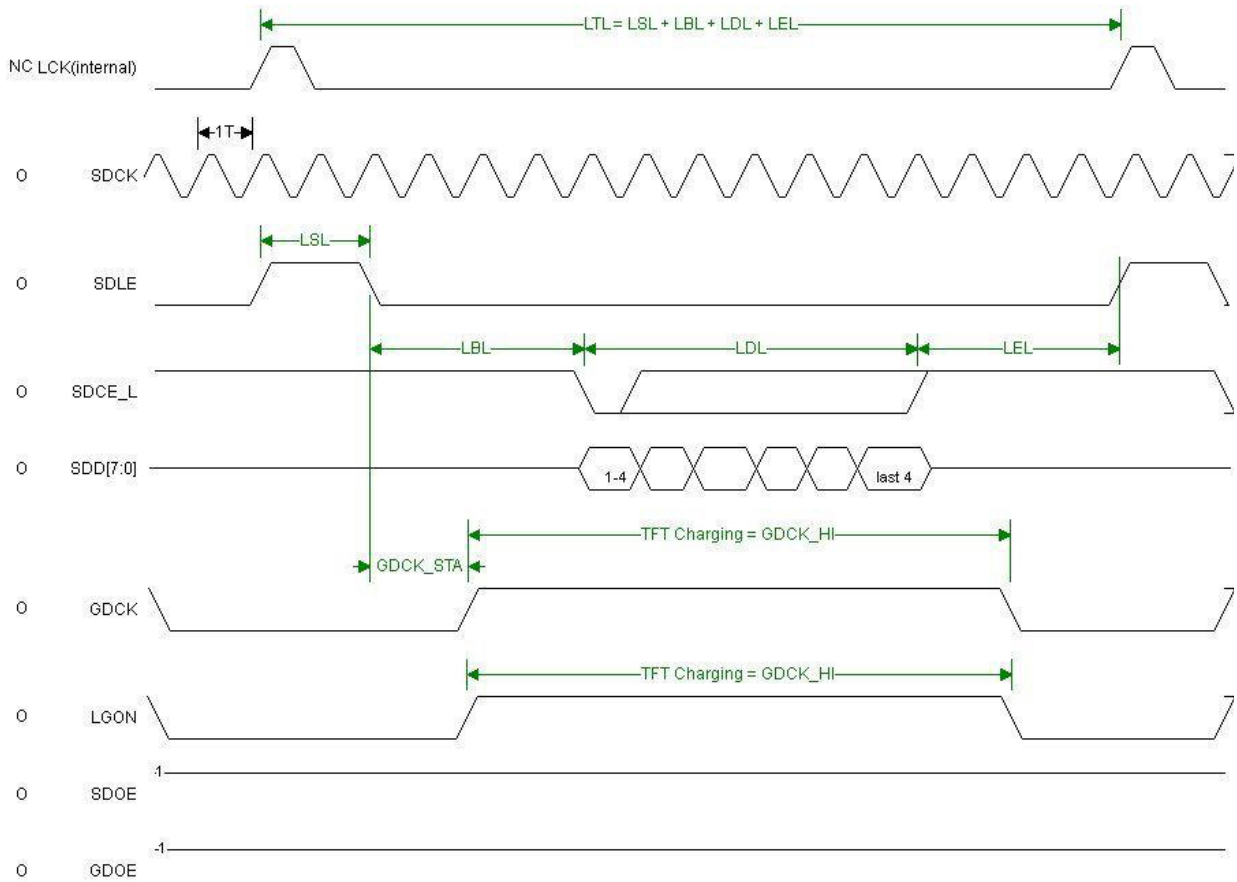 LTL = LSL + LBL + LDL + LEL
NC LCK(internal)
1T
O SDCK
LSL
O SDLE
LBL LDL LEL
O SDCE_L
O SDD[7:0] 1-4 last 4
TFT Charging = GDCK_HI
GDCK_STA
O GDCK
TFT Charging = GDCK_HI
O LGON
-1
O SDOE
-1
O GDOE